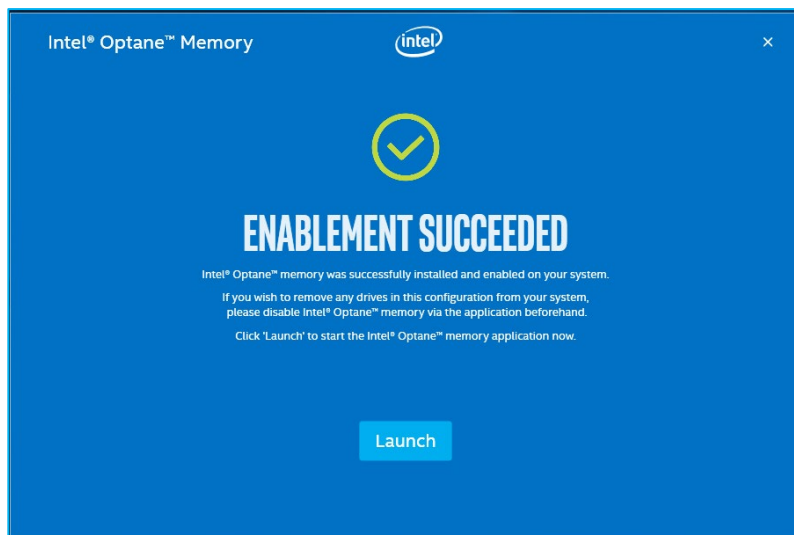 Intel® Optane™ Memory
intel
ENABLEMENT SUCCEEDED
Intel® Optane™ memory was successfully installed and enabled on your system.
If you wish to remove any drives in this configuration from your system,
please disable Intel® Optane™ memory via the application beforehand.
Click 'Launch' to start the Intel® Optane™ memory application now.
Launch